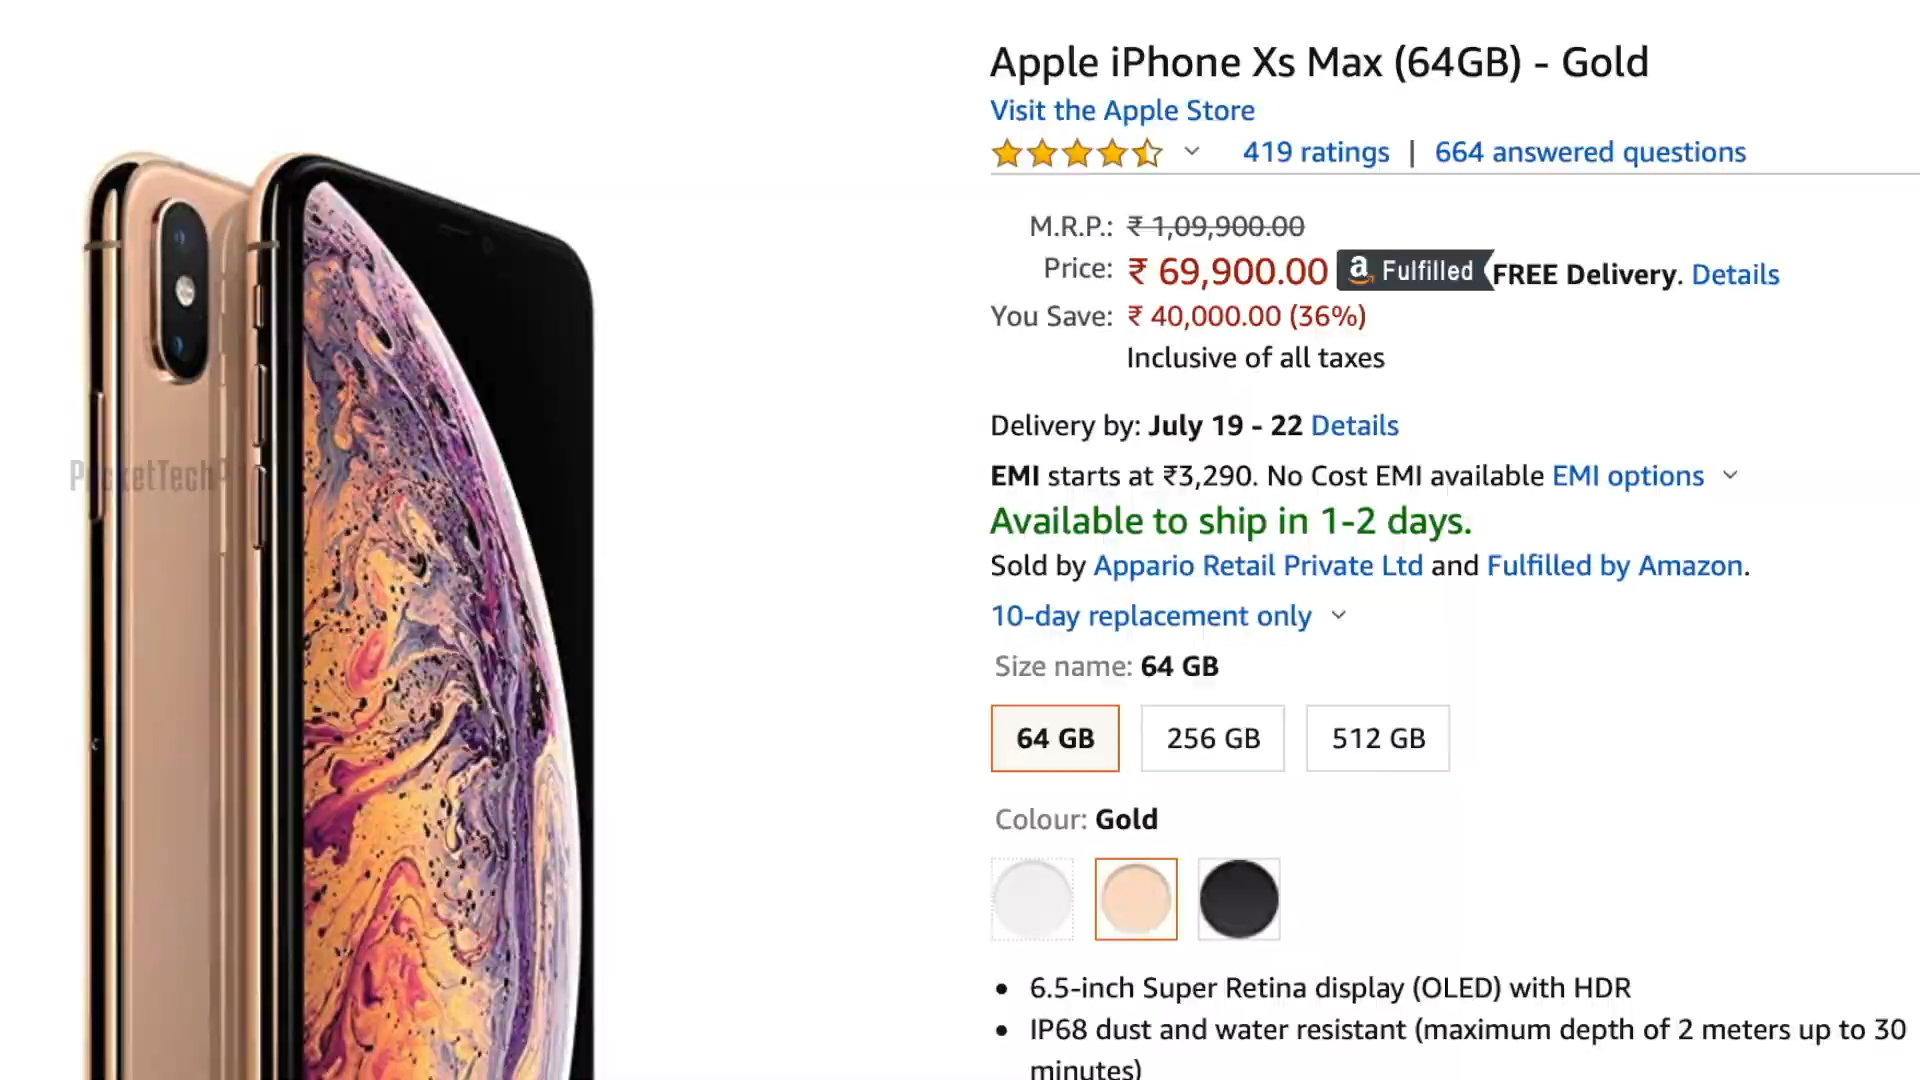 Apple iPhone Xs Max (64GB) - Gold
Visit the Apple Store
419 ratings | 664 answered questions
M.R.P.: ₹ 1,09,900.00
Price: ₹ 69,900.00 a Fulfilled FREE Delivery. Details
You Save: ₹ 40,000.00 (36%)
Inclusive of all taxes
Delivery by: July 19 - 22 Details
EMI starts at ₹3,290. No Cost EMI available EMI options
Available to ship in 1-2 days.
Sold by Appario Retail Private Ltd and Fulfilled by Amazon.
10-day replacement only
Size name: 64 GB
64 GB 256 GB 512 GB
Colour: Gold
• 6.5-inch Super Retina display (OLED) with HDR
• IP68 dust and water resistant (maximum depth of 2 meters up to 30
minutes)